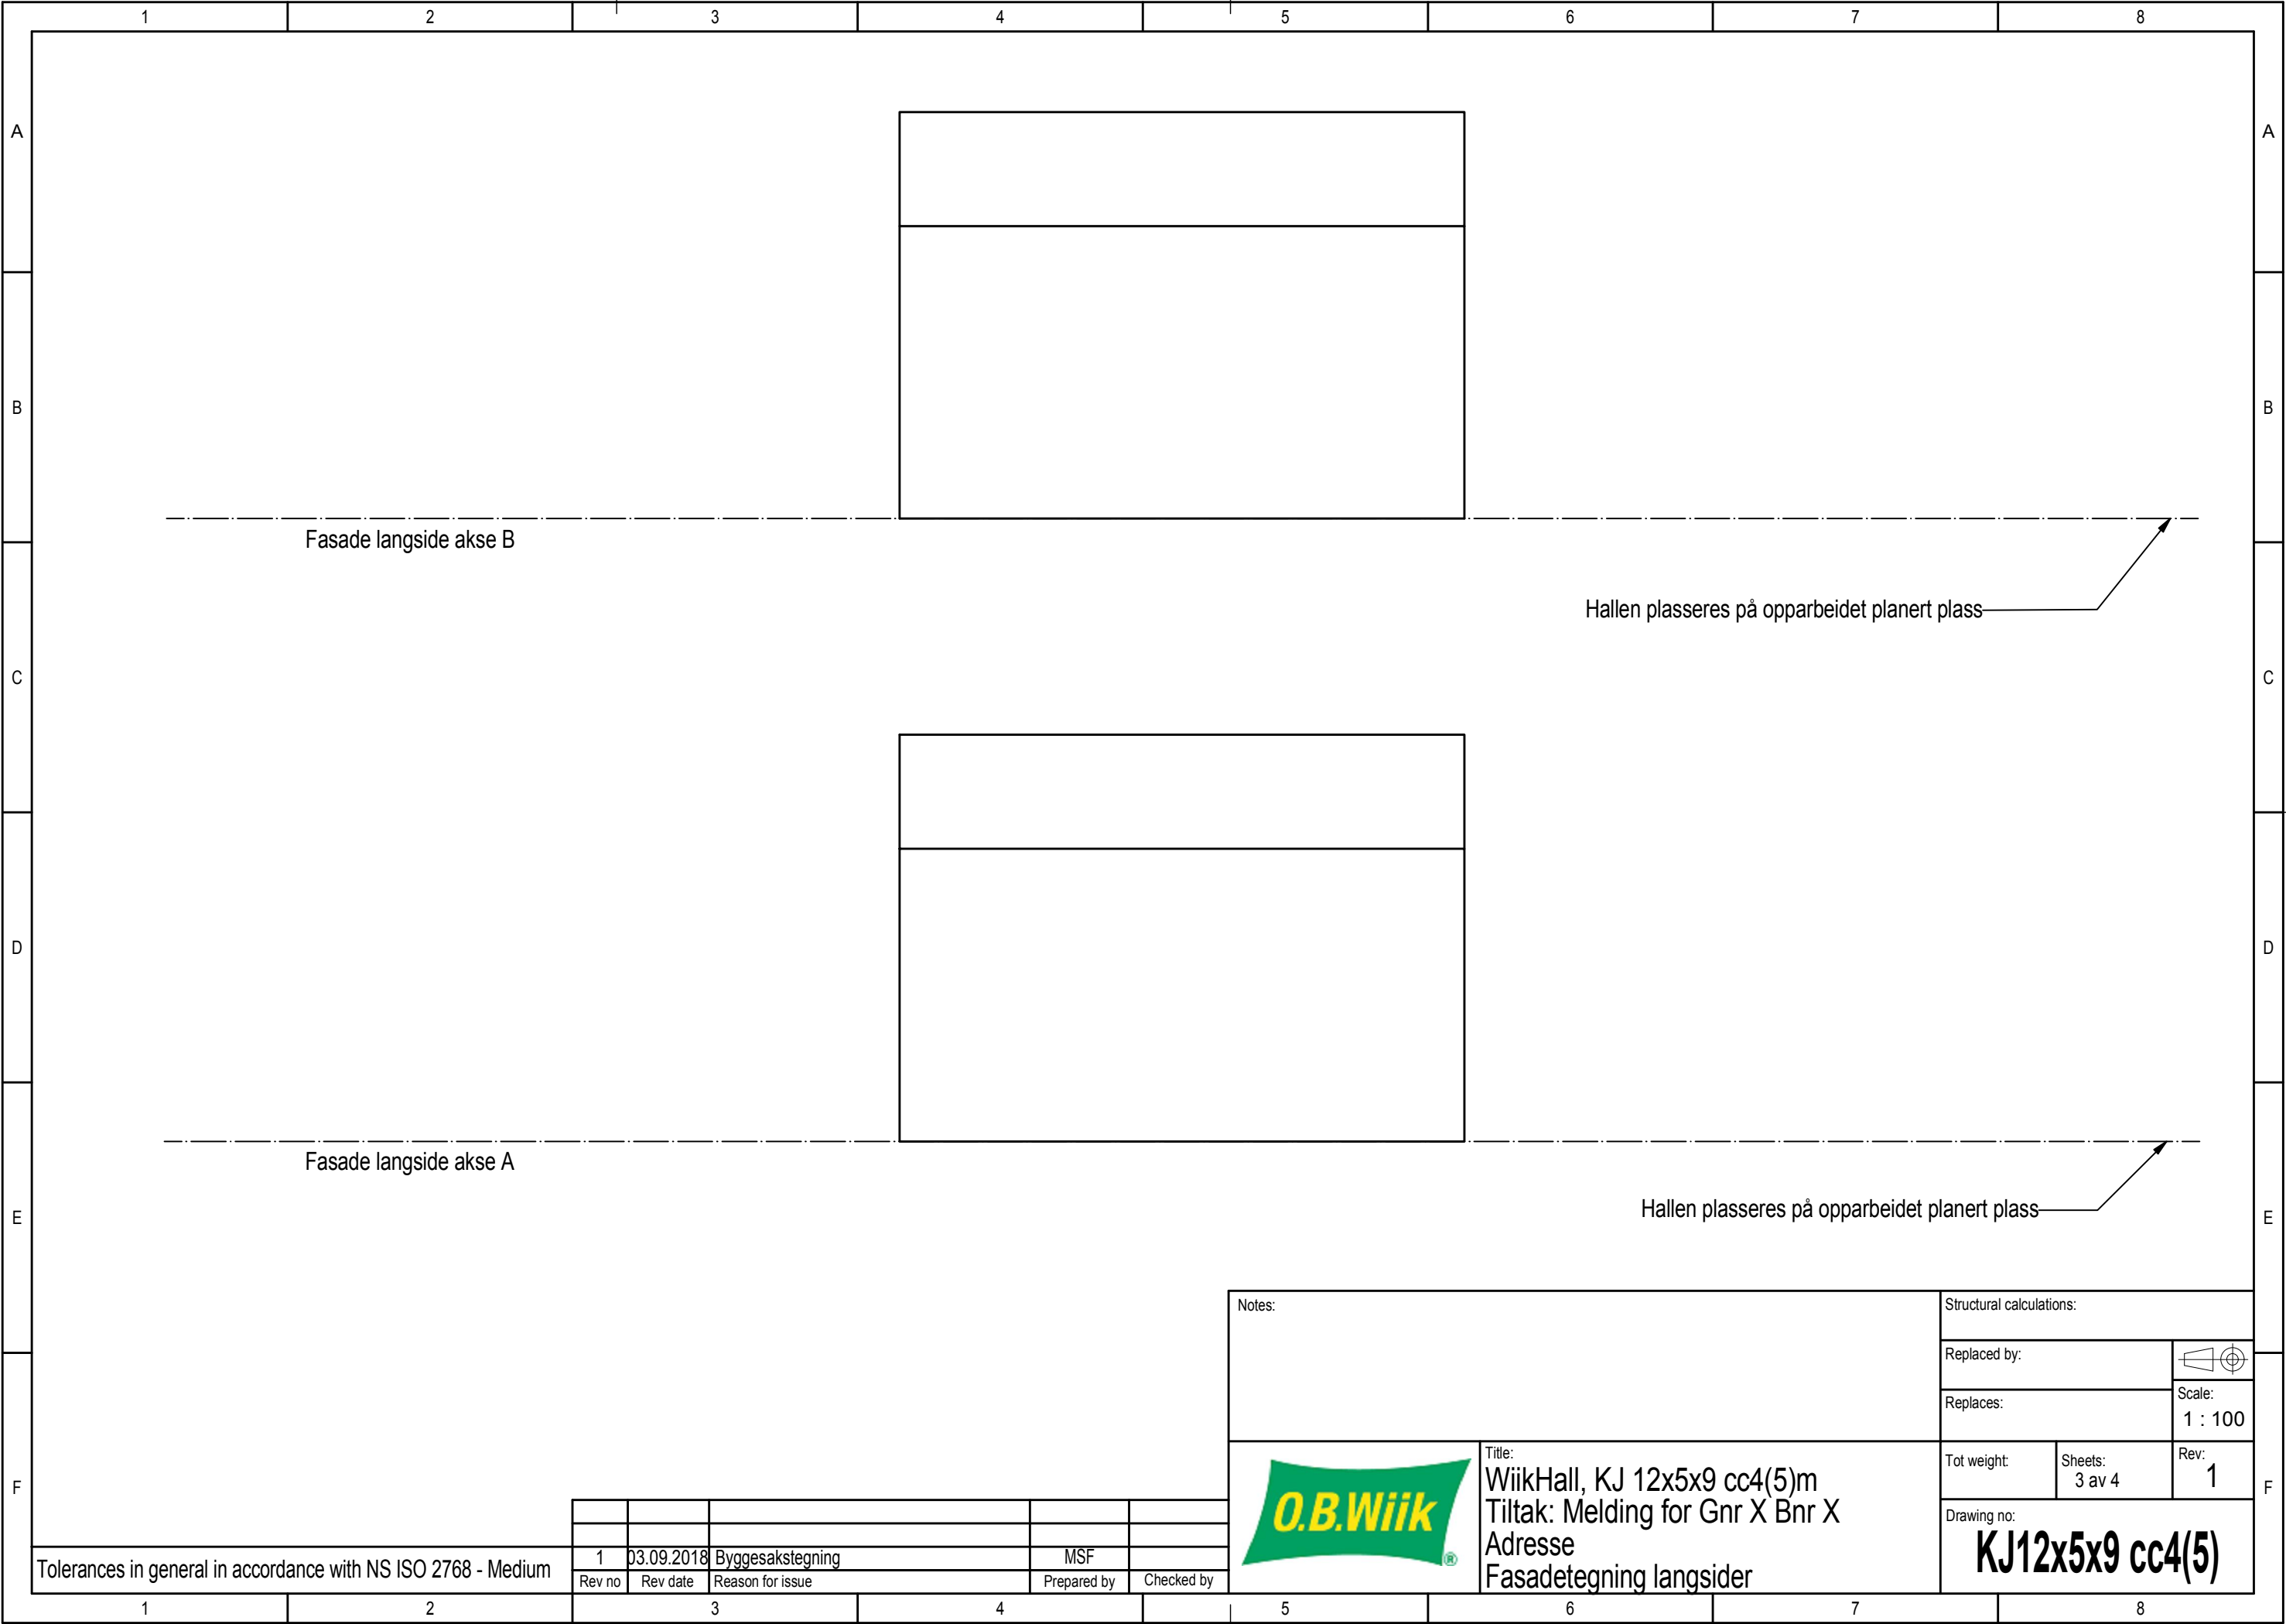 1 2 3 4 5 6 7 8
A A
B B
Fasade langside akse B
Hallen plasseres på opparbeidet planert plass
C C
D D
Fasade langside akse A
Hallen plasseres på opparbeidet planert plass
E E
Notes:
Structural calculations:
Replaced by:
Replaces:
Scale:
1 : 100
O.B.Wiik ®
Title:
WiikHall, KJ 12x5x9 cc4(5)m
Tiltak: Melding for Gnr X Bnr X
Adresse
Fasadetegning langsider
Tot weight:
Sheets:
3 av 4
Rev:
1
Drawing no:
KJ12x5x9 cc4(5)
F F
Tolerances in general in accordance with NS ISO 2768 - Medium
1 03.09.2018 Byggesakstegning MSF
Rev no Rev date Reason for issue Prepared by Checked by
1 2 3 4 5 6 7 8